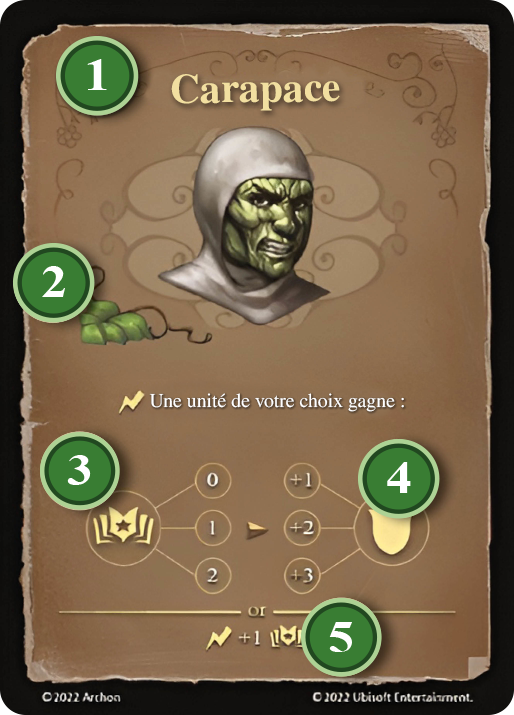 1
Carapace
2
Une unité de votre choix gagne :
3
4
0
+1
1
+2
2
+3
or
+1
5
©2022 Archon
©2022 Ubisoft Entertainment.